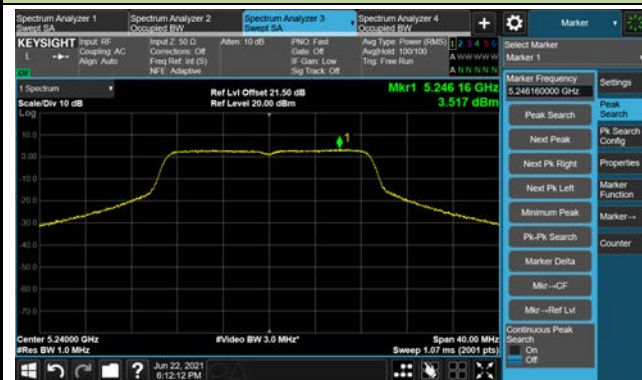 Spectrum Analyzer 1
Swept SA
Spectrum Analyzer 2
Occupied BW
Spectrum Analyzer 3
Swept SA
Spectrum Analyzer 4
Occupied BW
Marker
KEYSIGHT
Input: RF
Coupling: AC
Align: Auto
Input Z: 50 Ω
Corrections: Off
Freq Ref: Int (S)
NFE: Adaptive
Atten: 10 dB
PNO: Fast
Gate: Off
IF Gain: Low
Sig Track: Off
Avg Type: Power (RMS)
Avg|Hold: 100/100
Trig: Free Run
1 2 3 4 5 6
A W W W W W
A N N N N N
Select Marker
Marker 1
1 Spectrum
Scale/Div 10 dB
Log
Ref Lvl Offset 21.50 dB
Ref Level 20.00 dBm
Mkr1 5.246 16 GHz
3.517 dBm
Marker Frequency
5.246160000 GHz
Peak Search
Next Peak
Next Pk Right
Next Pk Left
Minimum Peak
Pk-Pk Search
Marker Delta
Mkr→CF
Mkr→Ref Lvl
Continuous Peak
Search
On
Off
Settings
Peak
Search
Pk Search
Config
Properties
Marker
Function
Marker→
Counter
1
10.0
0.00
-10.0
-20.0
-30.0
-40.0
-50.0
-60.0
-70.0
Center 5.24000 GHz
#Res BW 1.0 MHz
#Video BW 3.0 MHz*
Span 40.00 MHz
Sweep 1.07 ms (2001 pts)
Jun 22, 2021
6:12:12 PM